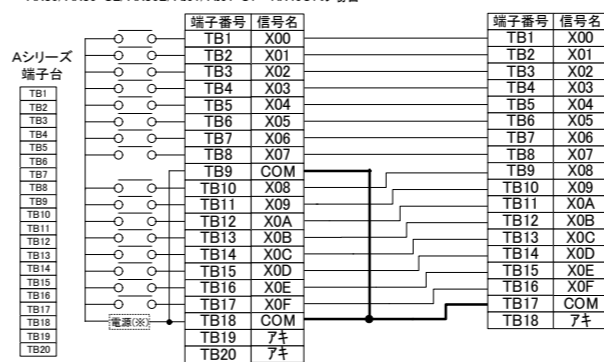 端子番号 信号名 端子番号 信号名
TB1 X00 TB1 X00
TB2 X01 TB2 X01
TB3 X02 TB3 X02
TB4 X03 TB4 X03
TB5 X04 TB5 X04
TB6 X05 TB6 X05
TB7 X06 TB7 X06
TB8 X07 TB8 X07
TB9 COM TB9 X08
TB10 X08 TB10 X09
TB11 X09 TB11 X0A
TB12 X0A TB12 X0B
TB13 X0B TB13 X0C
TB14 X0C TB14 X0D
TB15 X0D TB15 X0E
TB16 X0E TB16 X0F
TB17 X0F TB17 COM
TB18 COM TB18 アキ
TB19 アキ
TB20 アキ
Aシリーズ
端子台
TB1
TB2
TB3
TB4
TB5
TB6
TB7
TB8
TB9
TB10
TB11
TB12
TB13
TB14
TB15
TB16
TB17
TB18
TB19
TB20
電源(※)